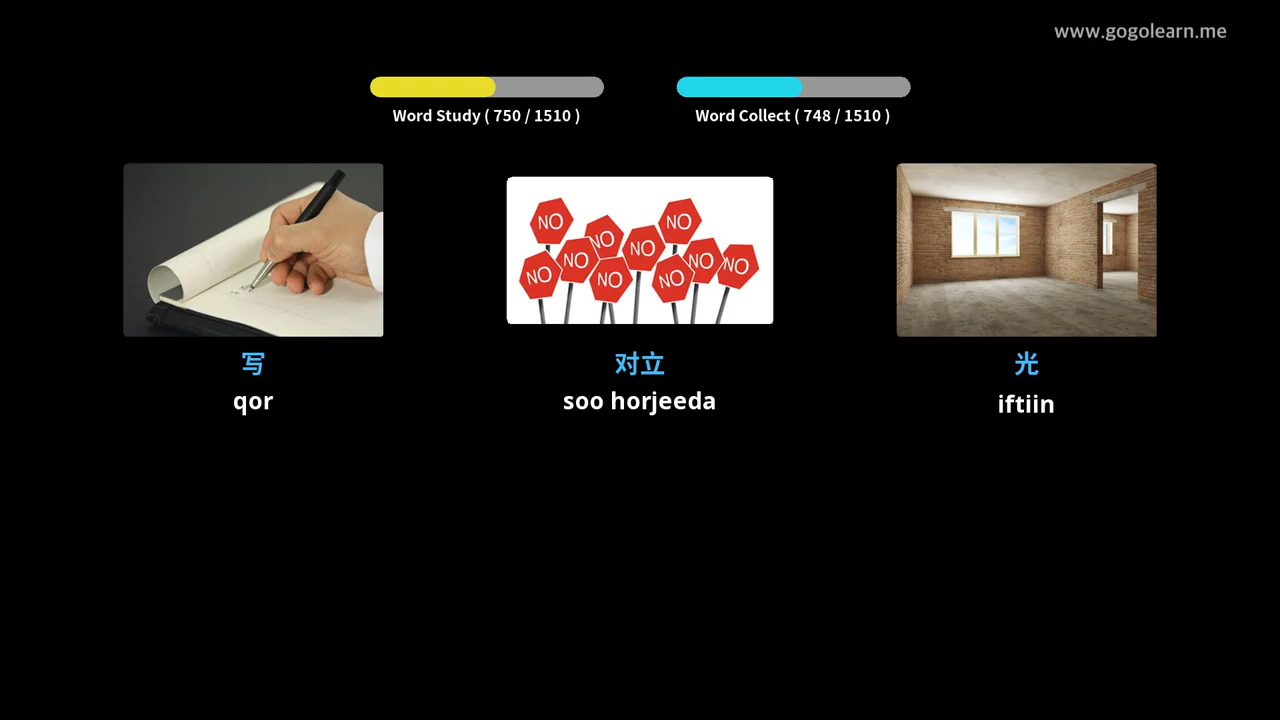 www.gogolearn.me
Word Study ( 750 / 1510 )
Word Collect ( 748 / 1510 )
NO
NO
NO
NO
NO
NO
NO
NO
NO
NO
写
对立
光
qor
soo horjeeda
iftiin